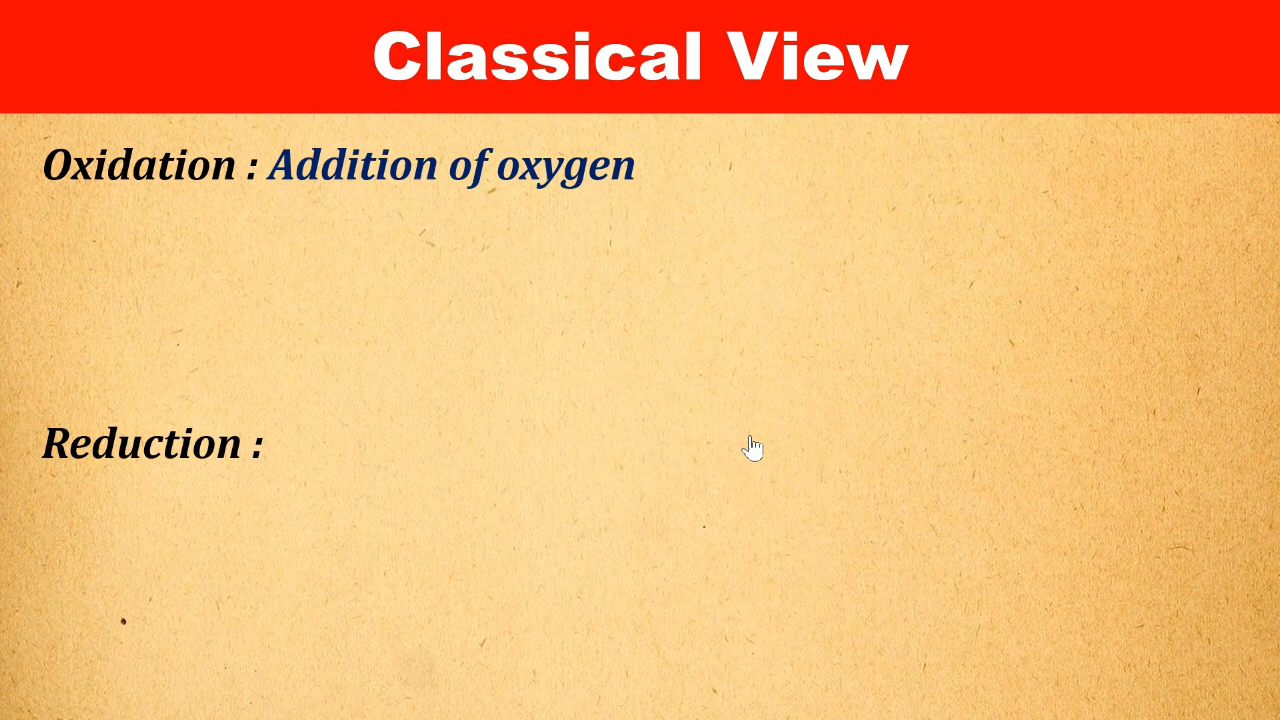 Classical View
Oxidation : Addition of oxygen
Reduction :